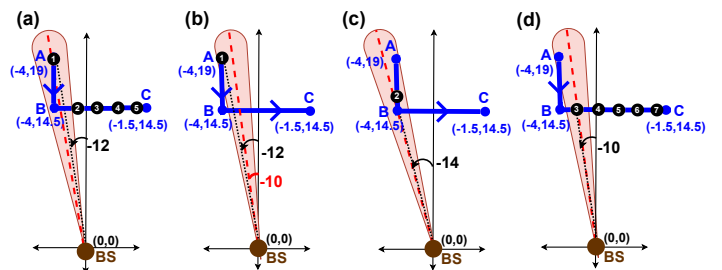 (a)
A
1
(-4,19)
B
2 3 4 5
C
(-4,14.5)
(-1.5,14.5)
-12
(0,0)
BS
(b)
A
1
(-4,19)
B
C
(-4,14.5)
(-1.5,14.5)
-12
-10
(0,0)
BS
(c)
A
(-4,19)
2
B
C
(-4,14.5)
(-1.5,14.5)
-14
(0,0)
BS
(d)
A
(-4,19)
B
3 4 5 6 7
C
(-4,14.5)
(-1.5,14.5)
-10
(0,0)
BS